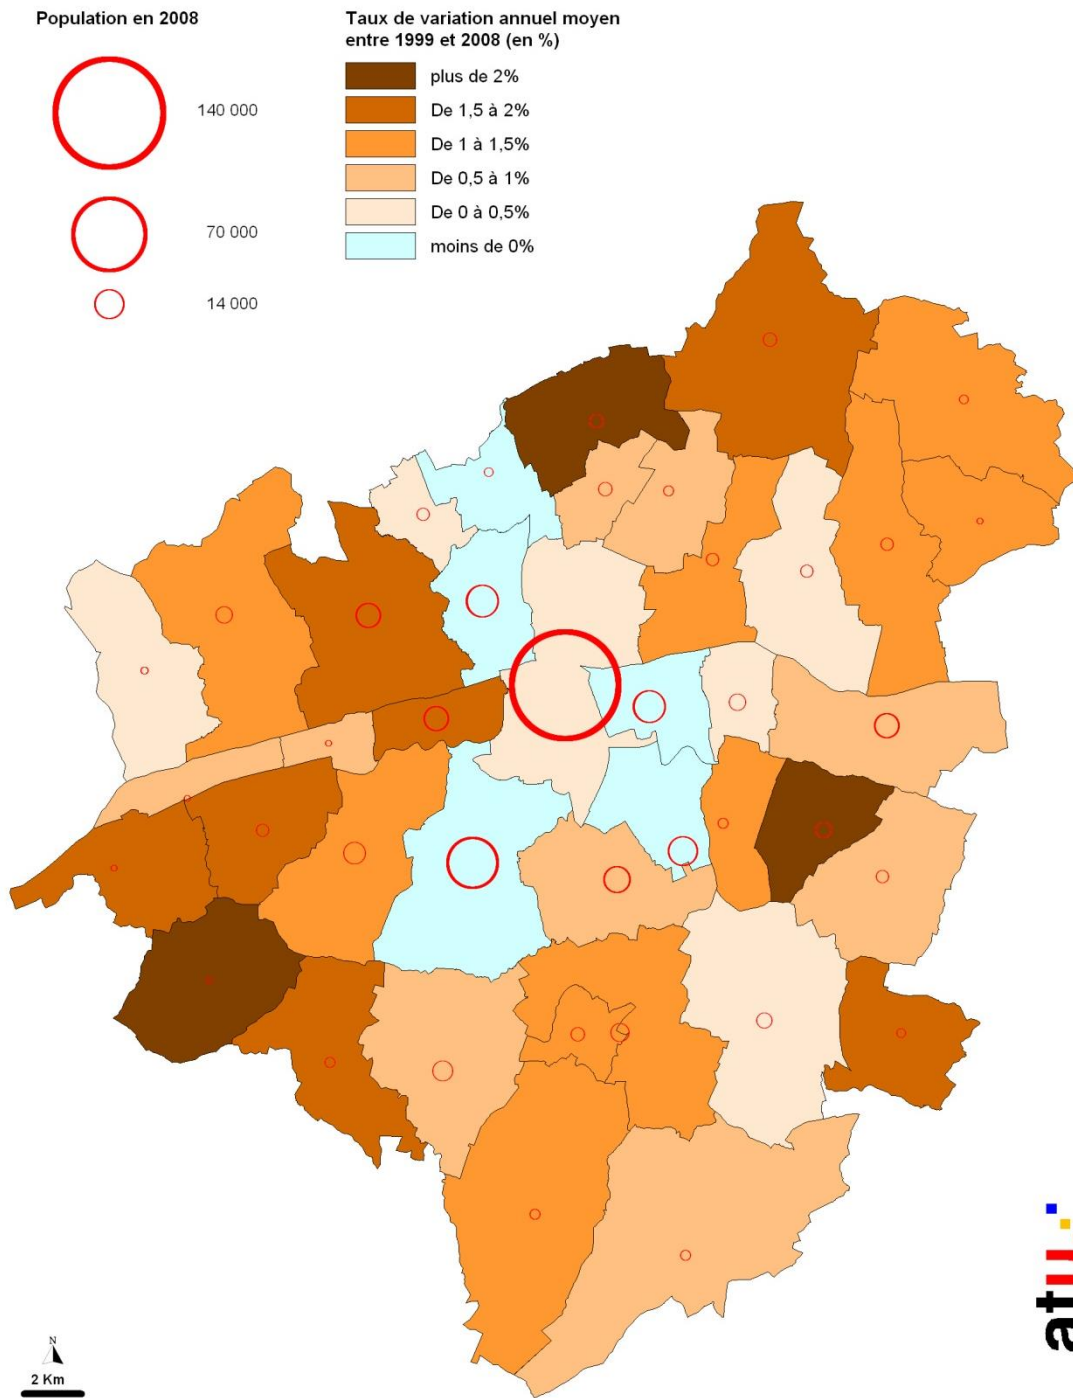 Population en 2008
140 000
70 000
14 000
Taux de variation annuel moyen
entre 1999 et 2008 (en %)
plus de 2%
De 1,5 à 2%
De 1 à 1,5%
De 0,5 à 1%
De 0 à 0,5%
moins de 0%
N
2 Km
atu